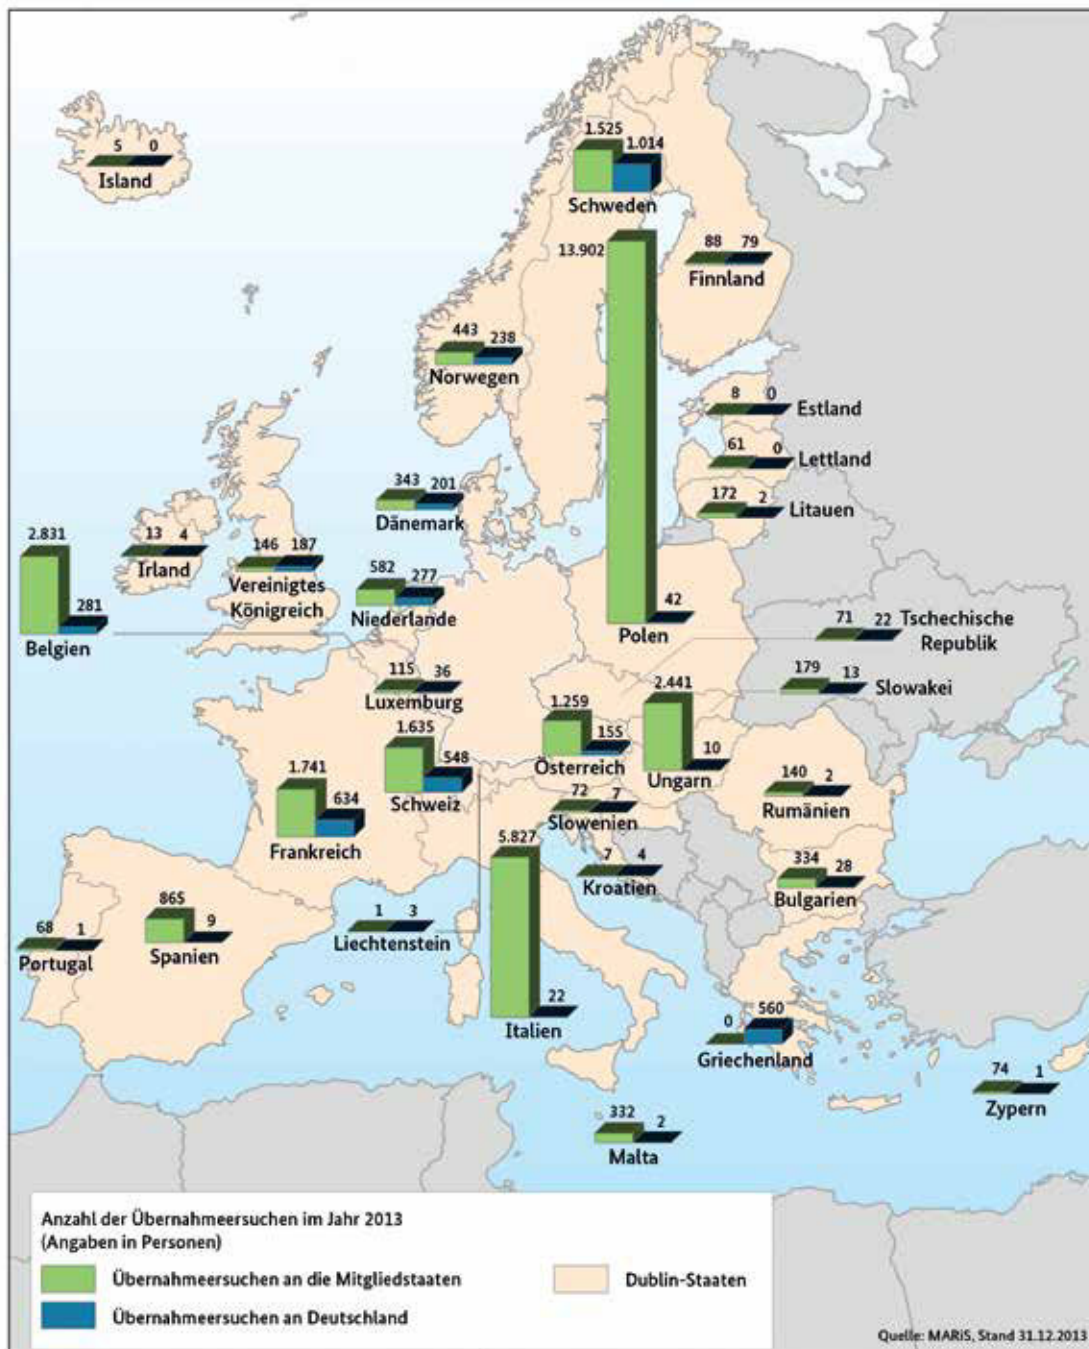 5 0
Island
1.525 1.014
Schweden
13.902
88 79
Finnland
443 238
Norwegen
8 0 Estland
61 0 Lettland
172 2 Litauen
343 201
Dänemark
2.831
281
Belgien
13 4
Irland
146 187
Vereinigtes
Königreich
582 277
Niederlande
42
Polen
71 22 Tschechische
Republik
179 13 Slowakei
115 36
Luxemburg
1.259
155
Österreich
2.441
10
Ungarn
1.635
548
Schweiz
1.741
634
Frankreich
72 7
Slowenien
140 2
Rumänien
5.827
22
Italien
7 4
Kroatien
334 28
Bulgarien
865
9
Spanien
68 1
Portugal
1 3
Liechtenstein
0 560
Griechenland
74 1
Zypern
332 2
Malta
Anzahl der Übernahmeersuchen im Jahr 2013
(Angaben in Personen)
Übernahmeersuchen an die Mitgliedstaaten
Dublin-Staaten
Übernahmeersuchen an Deutschland
Quelle: MARiS, Stand 31.12.2013